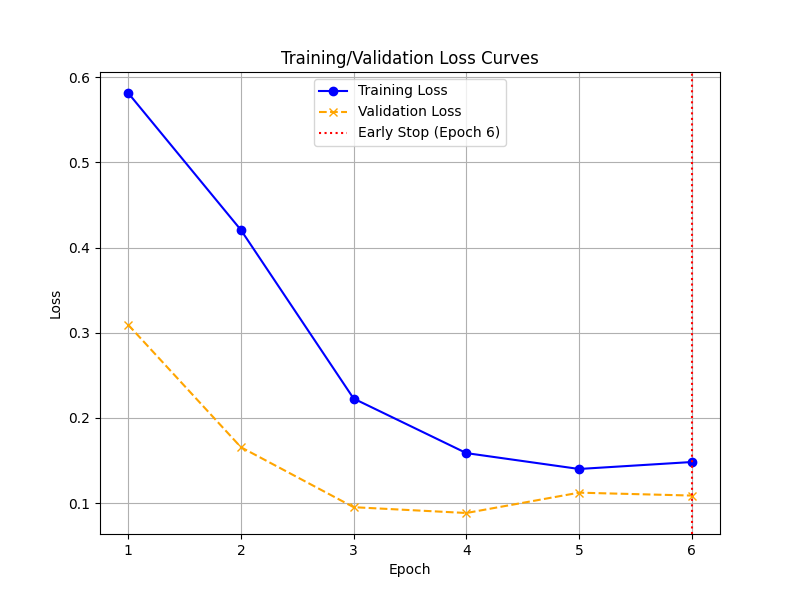 Training/Validation Loss Curves
Training Loss
Validation Loss
Early Stop (Epoch 6)
Loss
0.6
0.5
0.4
0.3
0.2
0.1
1 2 3 4 5 6
Epoch